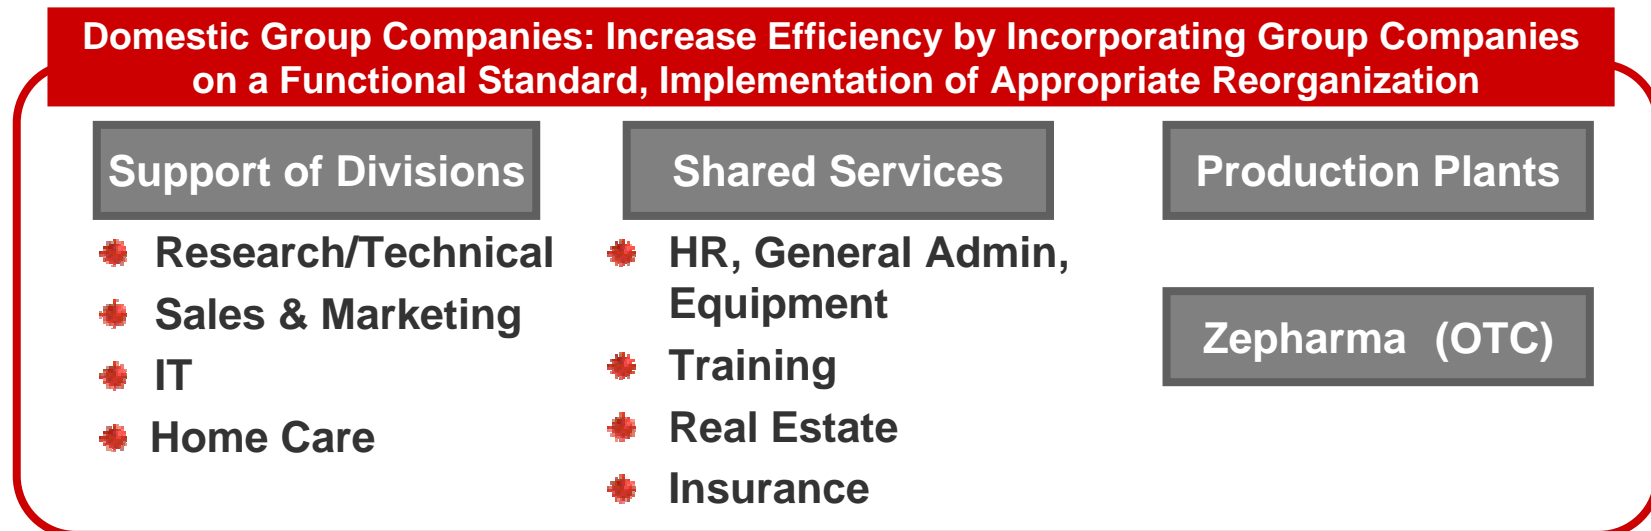 Domestic Group Companies: Increase Efficiency by Incorporating Group Companies
on a Functional Standard, Implementation of Appropriate Reorganization
Support of Divisions
Research/Technical
Sales & Marketing
IT
Home Care
Shared Services
HR, General Admin,
Equipment
Training
Real Estate
Insurance
Production Plants
Zepharma (OTC)